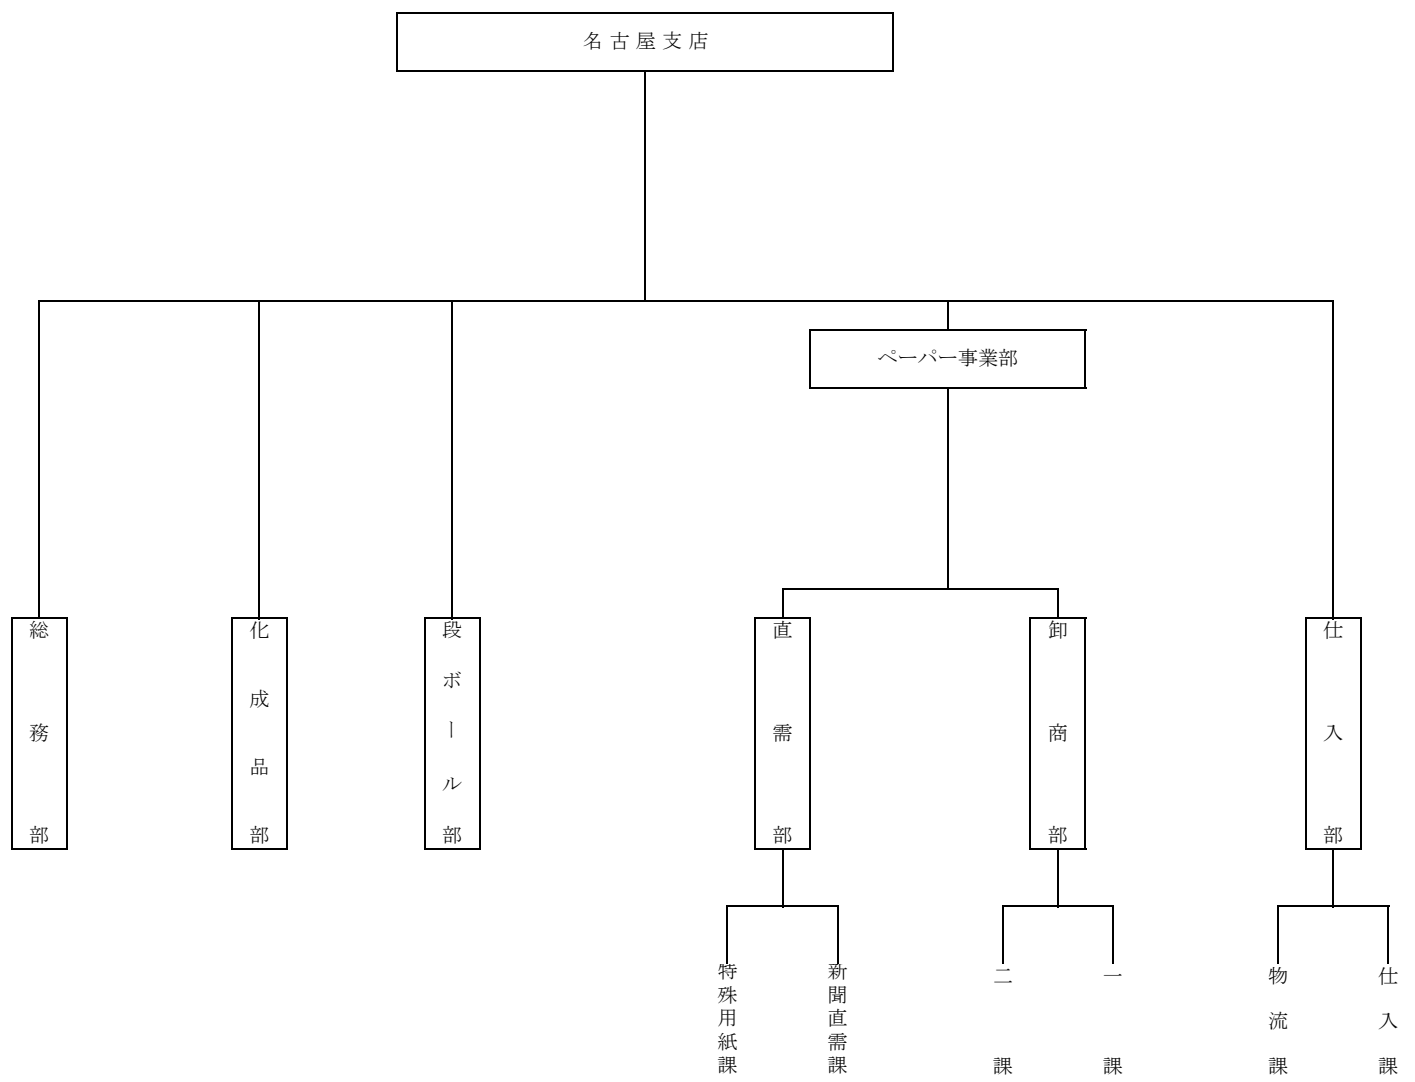 名古屋支店
ペーパー事業部
総務部
化成品部
段ボール部
直需部
卸商部
仕入部
特殊用紙課
新聞直需課
二課
一課
物流課
仕入課